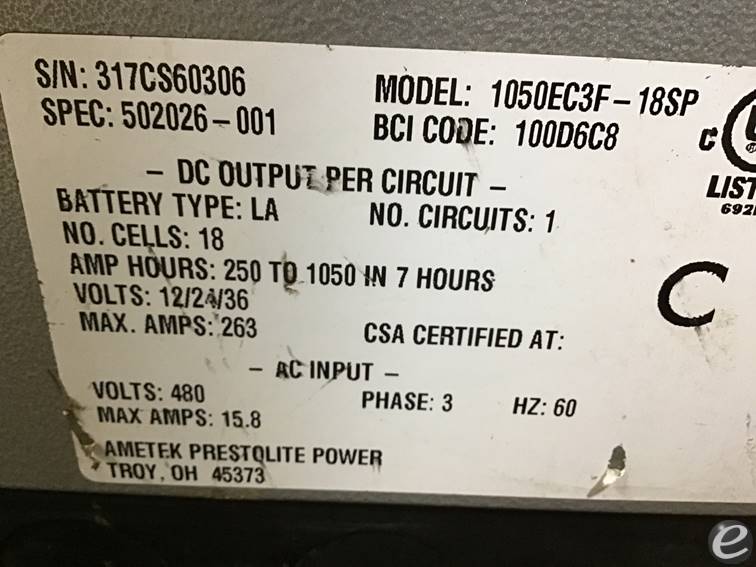 S/N: 317CS60306 MODEL: 1050EC3F-18SP
SPEC: 502026-001 BCI CODE: 100D6C8
C
LIST
692
- DC OUTPUT PER CIRCUIT -
BATTERY TYPE: LA NO. CIRCUITS: 1
NO. CELLS: 18
AMP HOURS: 250 TO 1050 IN 7 HOURS
VOLTS: 12/24/36
MAX. AMPS: 263 CSA CERTIFIED AT:
C
- AC INPUT -
VOLTS: 480 PHASE: 3 HZ: 60
MAX AMPS: 15.8
AMETEK PRESTOLITE POWER
TROY, OH 45373
e